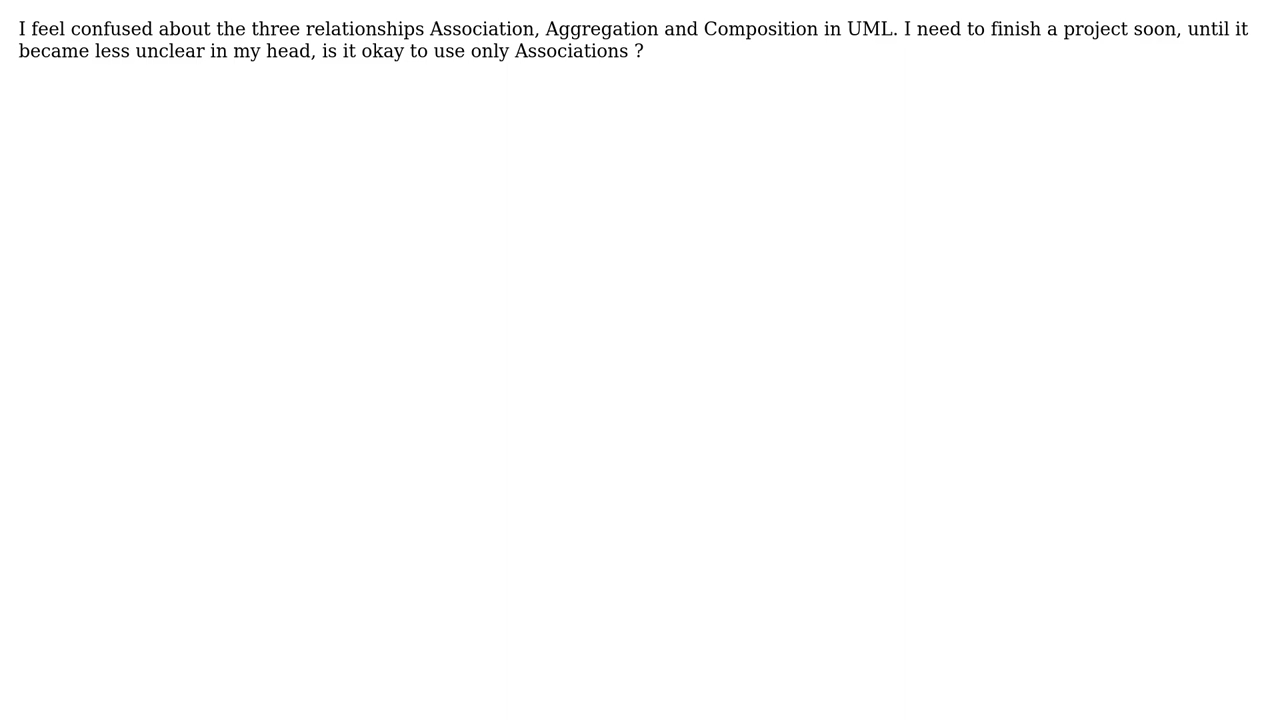 I feel confused about the three relationships Association, Aggregation and Composition in UML. I need to finish a project soon, until it
became less unclear in my head, is it okay to use only Associations ?